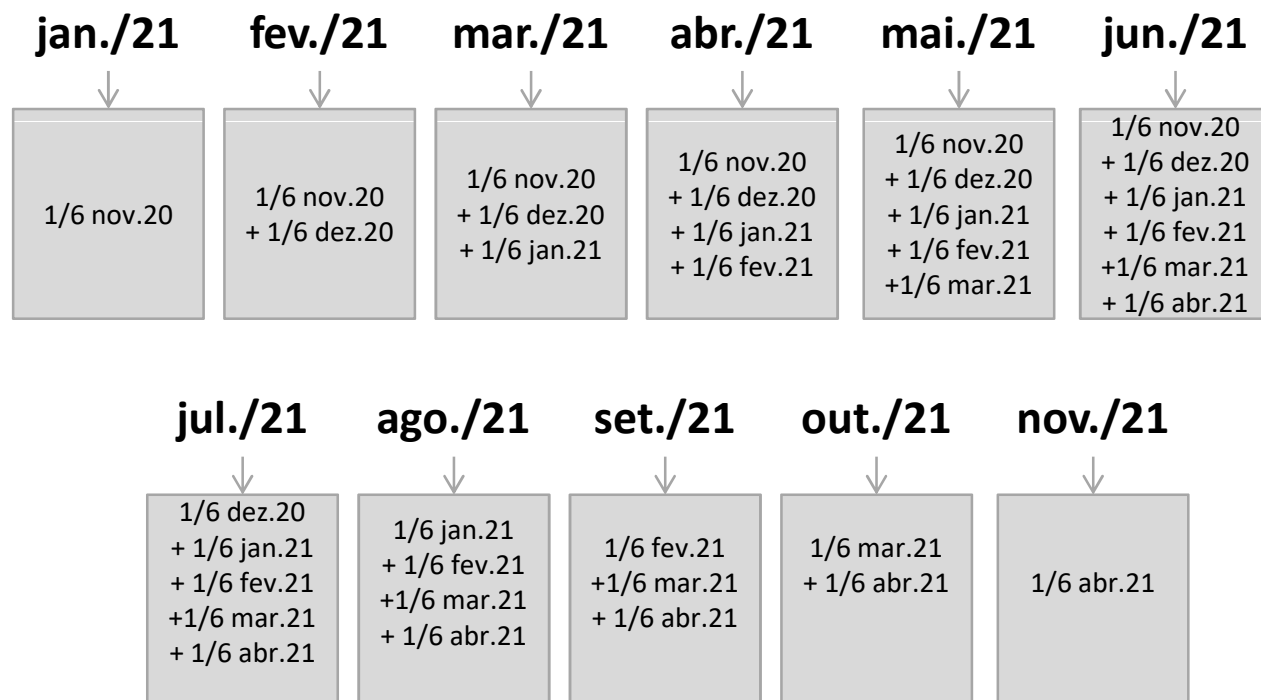 jan./21 fev./21 mar./21 abr./21 mai./21 jun./21
1/6 nov.20
1/6 nov.20
+ 1/6 dez.20
1/6 nov.20
+ 1/6 dez.20
+ 1/6 jan.21
1/6 nov.20
+ 1/6 dez.20
+ 1/6 jan.21
+ 1/6 fev.21
1/6 nov.20
+ 1/6 dez.20
+ 1/6 jan.21
+ 1/6 fev.21
+1/6 mar.21
1/6 nov.20
+ 1/6 dez.20
+ 1/6 jan.21
+ 1/6 fev.21
+1/6 mar.21
+ 1/6 abr.21
jul./21 ago./21 set./21 out./21 nov./21
1/6 dez.20
+ 1/6 jan.21
+ 1/6 fev.21
+1/6 mar.21
+ 1/6 abr.21
1/6 jan.21
+ 1/6 fev.21
+1/6 mar.21
+ 1/6 abr.21
1/6 fev.21
+1/6 mar.21
+ 1/6 abr.21
1/6 mar.21
+ 1/6 abr.21
1/6 abr.21